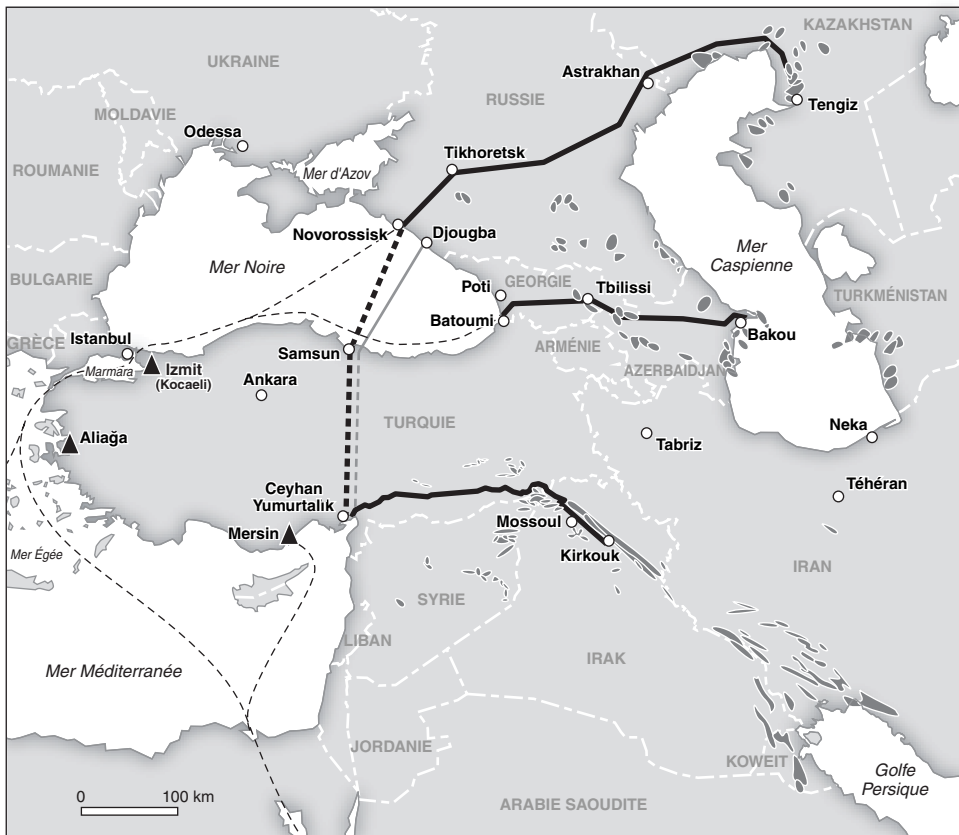 KAZAKHSTAN
UKRAINE
Astrakhan
RUSSIE
Tengiz
MOLDAVIE
Odessa
Tikhoretsk
ROUMANIE
Mer d'Azov
Novorossisk
Djougba
Mer Noire
Mer
Caspienne
BULGARIE
Poti
GEORGIE
Tbilissi
TURKMÉNISTAN
Batoumi
Bakou
Istanbul
GRÈCE
Samsun
ARMÉNIE
Marmara
Izmit
(Kocaeli)
AZERBAIDJAN
Ankara
TURQUIE
Neka
Aliağa
Tabriz
Téhéran
Ceyhan
Yumurtalık
Mersin
Mossoul
Kirkouk
Mer Égée
IRAN
SYRIE
LIBAN
IRAK
Mer Méditerranée
JORDANIE
KOWEIT
Golfe
Persique
0 100 km
ARABIE SAOUDITE